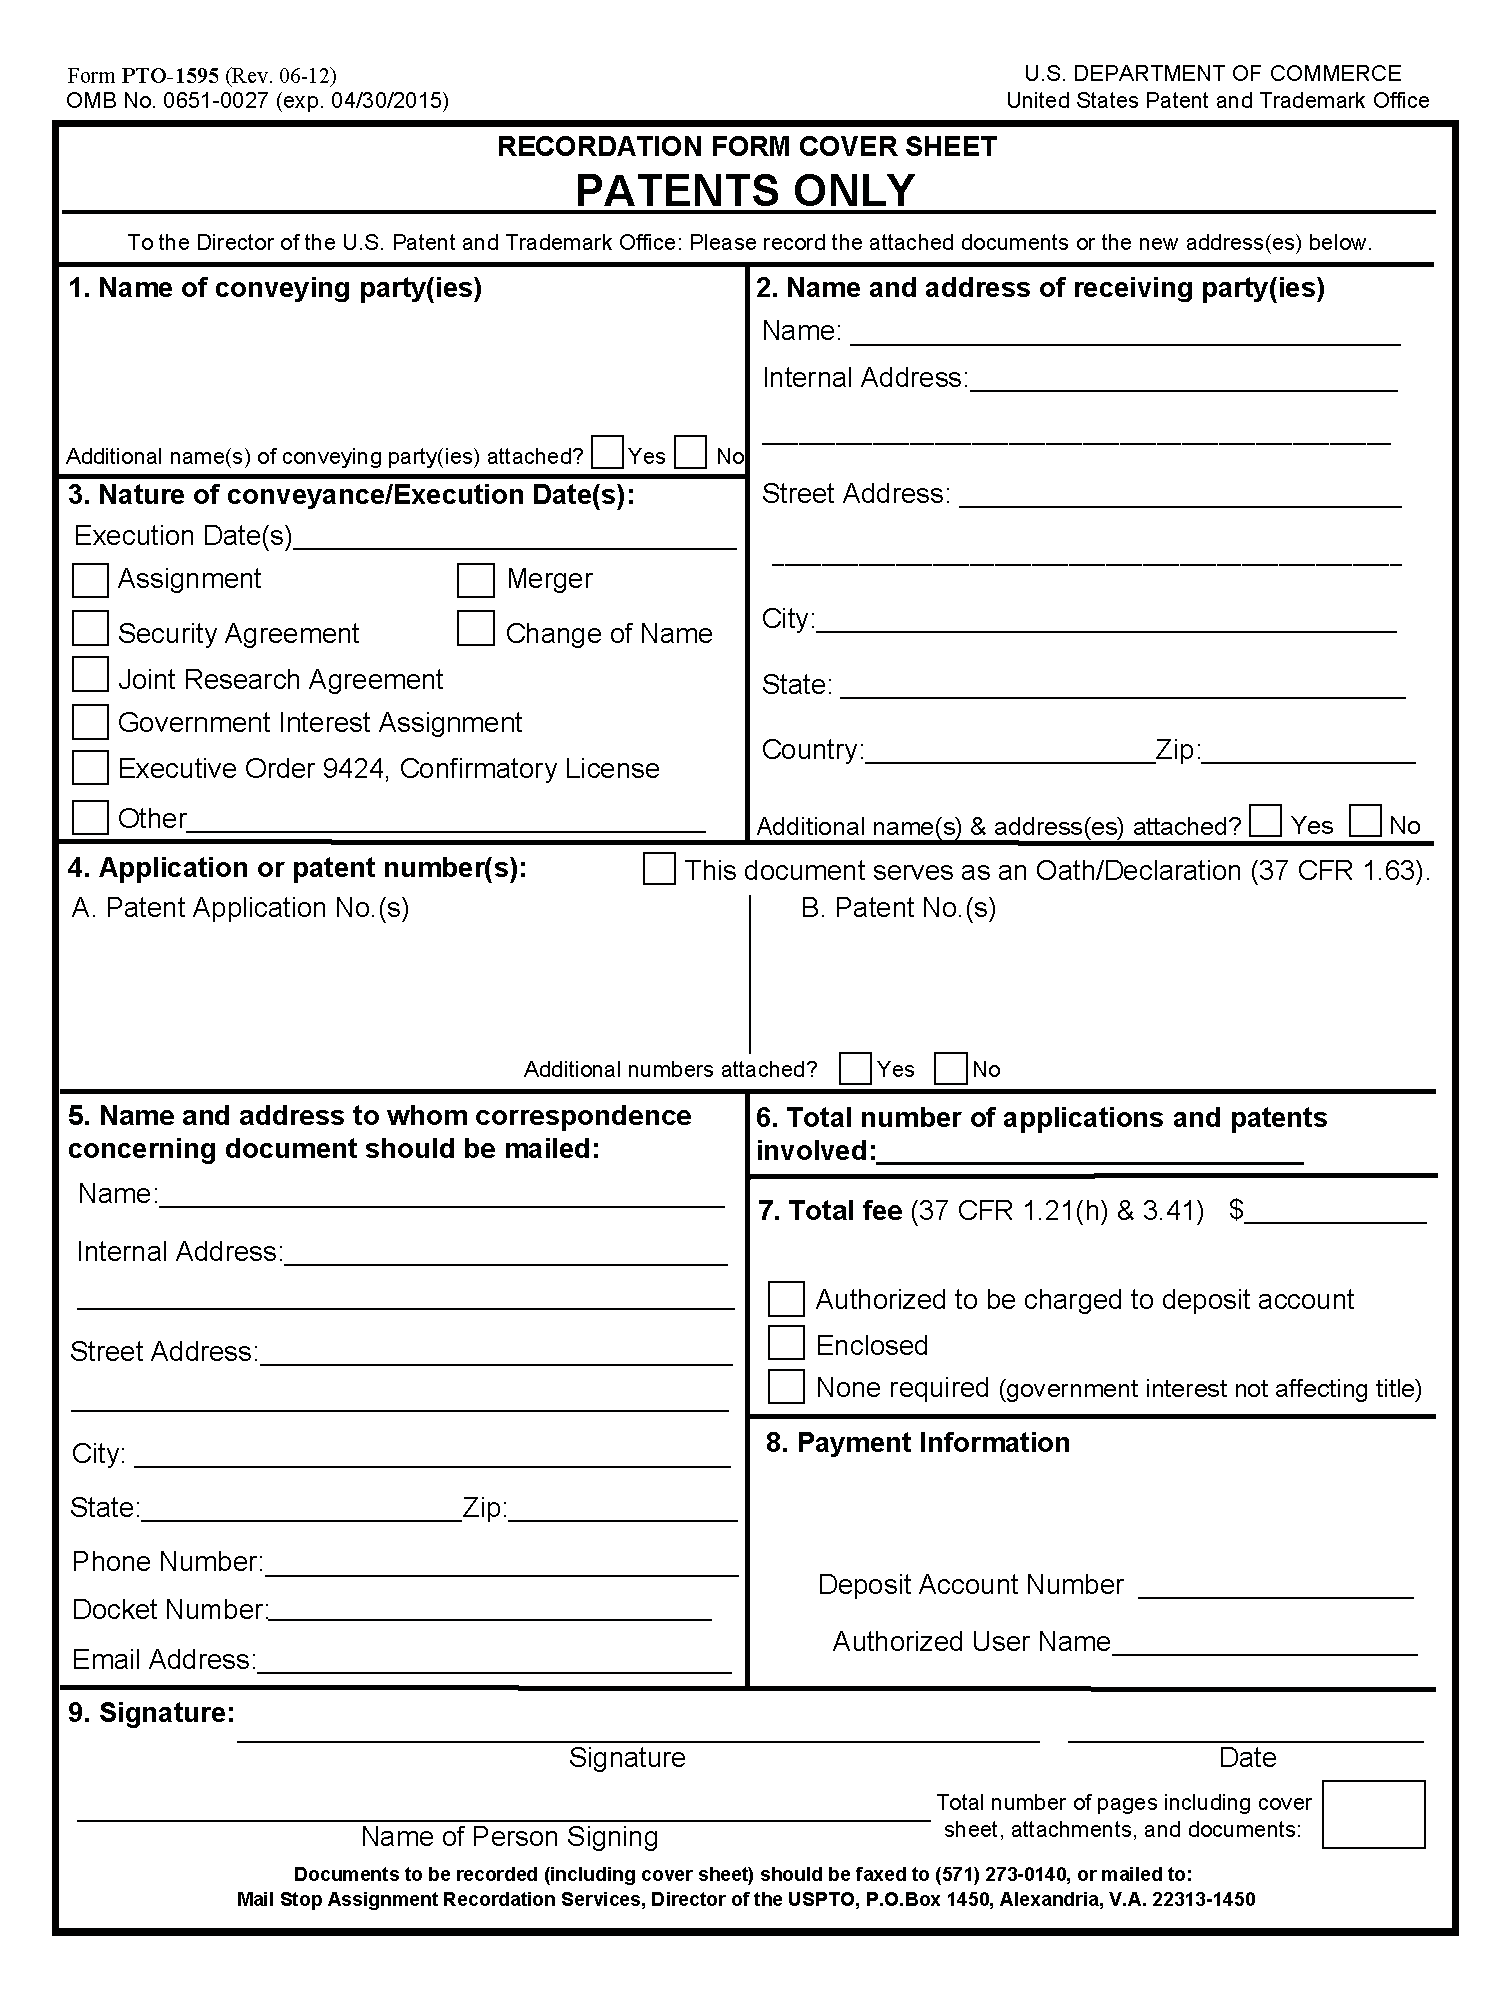 Form PTO-1595 (Rev. 06-12)
OMB No. 0651-0027 (exp. 04/30/2015)
U.S. DEPARTMENT OF COMMERCE
United States Patent and Trademark Office
RECORDATION FORM COVER SHEET
PATENTS ONLY
To the Director of the U.S. Patent and Trademark Office: Please record the attached documents or the new address(es) below.
1. Name of conveying party(ies)
Additional name(s) of conveying party(ies) attached? Yes No
2. Name and address of receiving party(ies)
Name:
Internal Address:
Street Address:
City:
State:
Country: Zip:
Additional name(s) & address(es) attached? Yes No
3. Nature of conveyance/Execution Date(s):
Execution Date(s)
Assignment Merger
Security Agreement Change of Name
Joint Research Agreement
Government Interest Assignment
Executive Order 9424, Confirmatory License
Other
4. Application or patent number(s): This document serves as an Oath/Declaration (37 CFR 1.63).
A. Patent Application No.(s) B. Patent No.(s)
Additional numbers attached? Yes No
5. Name and address to whom correspondence
concerning document should be mailed:
Name:
Internal Address:
Street Address:
City:
State: Zip:
Phone Number:
Docket Number:
Email Address:
6. Total number of applications and patents
involved:
7. Total fee (37 CFR 1.21(h) & 3.41) $
Authorized to be charged to deposit account
Enclosed
None required (government interest not affecting title)
8. Payment Information
Deposit Account Number
Authorized User Name
9. Signature:
Signature Date
Name of Person Signing
Total number of pages including cover
sheet, attachments, and documents:
Documents to be recorded (including cover sheet) should be faxed to (571) 273-0140, or mailed to:
Mail Stop Assignment Recordation Services, Director of the USPTO, P.O.Box 1450, Alexandria, V.A. 22313-1450